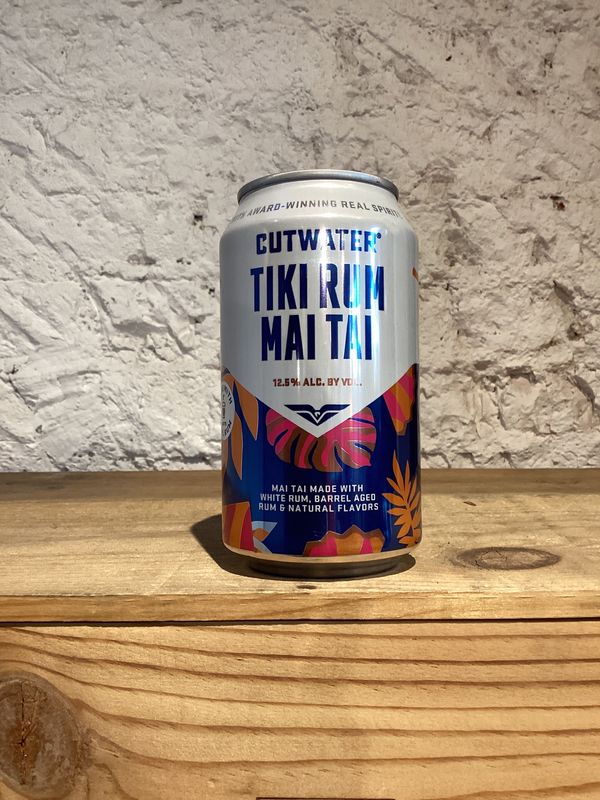 AWARD-WINNING REAL SPIRITS
CUTWATER®
TIKI RUM
MAI TAI
12.5% ALC. BY VOL.
MAI TAI MADE WITH
WHITE RUM, BARREL AGED
RUM & NATURAL FLAVORS